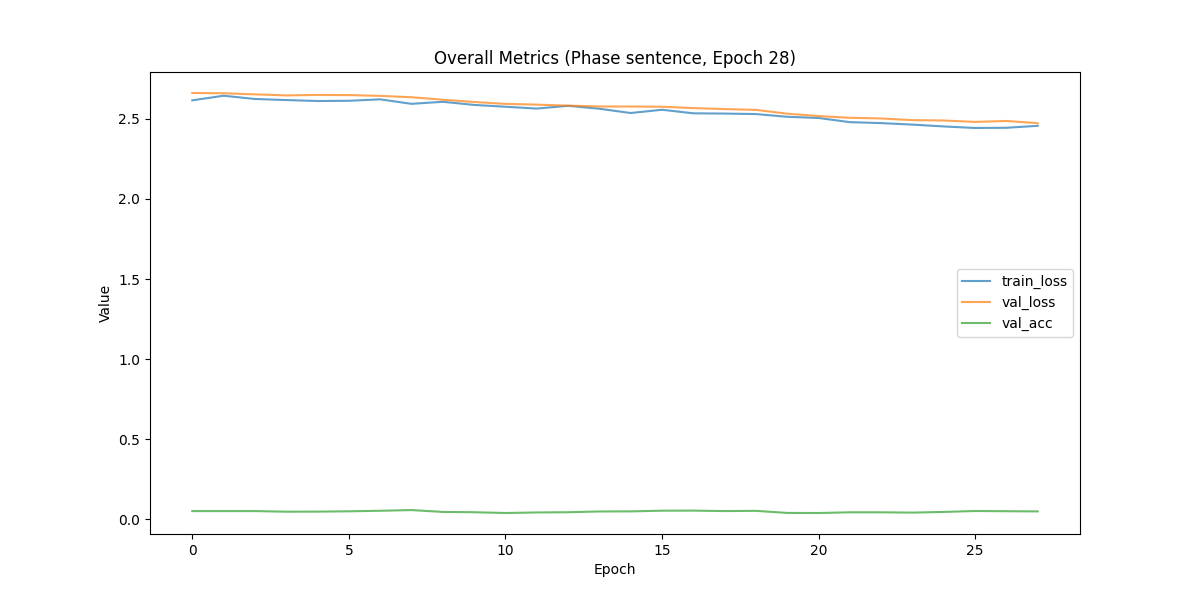 Overall Metrics (Phase sentence, Epoch 28)
2.5
2.0
1.5
1.0
0.5
0.0
Value
train_loss
val_loss
val_acc
0 5 10 15 20 25
Epoch